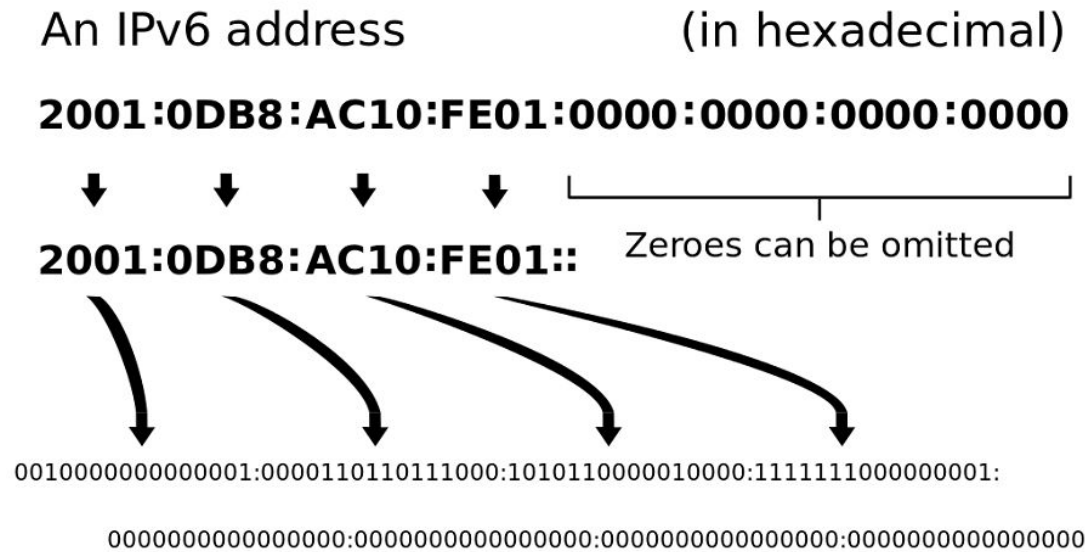 An IPv6 address (in hexadecimal)
2001:0DB8:AC10:FE01:0000:0000:0000:0000
2001:0DB8:AC10:FE01::
Zeroes can be omitted
0010000000000001:0000110110111000:1010110000010000:1111111000000001:
0000000000000000:0000000000000000:0000000000000000:0000000000000000